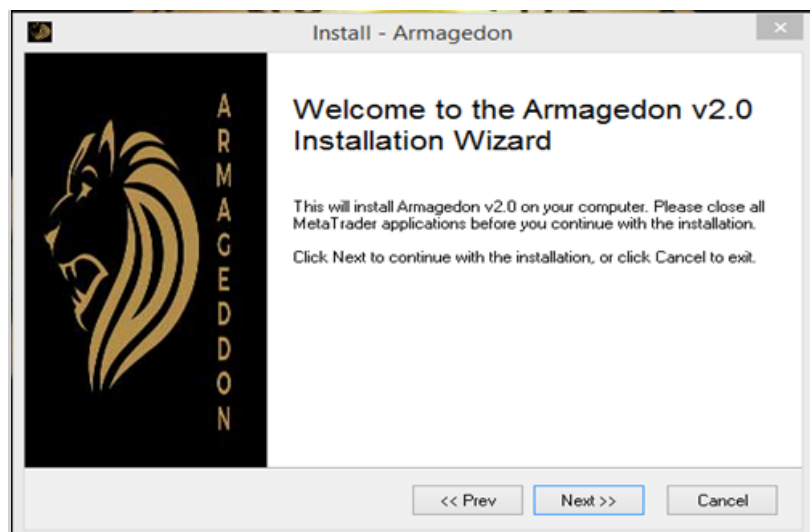 Install - Armagedon
ARMAGEDDON
Welcome to the Armagedon v2.0
Installation Wizard
This will install Armagedon v2.0 on your computer. Please close all
MetaTrader applications before you continue with the installation.
Click Next to continue with the installation, or click Cancel to exit.
<< Prev
Next >>
Cancel